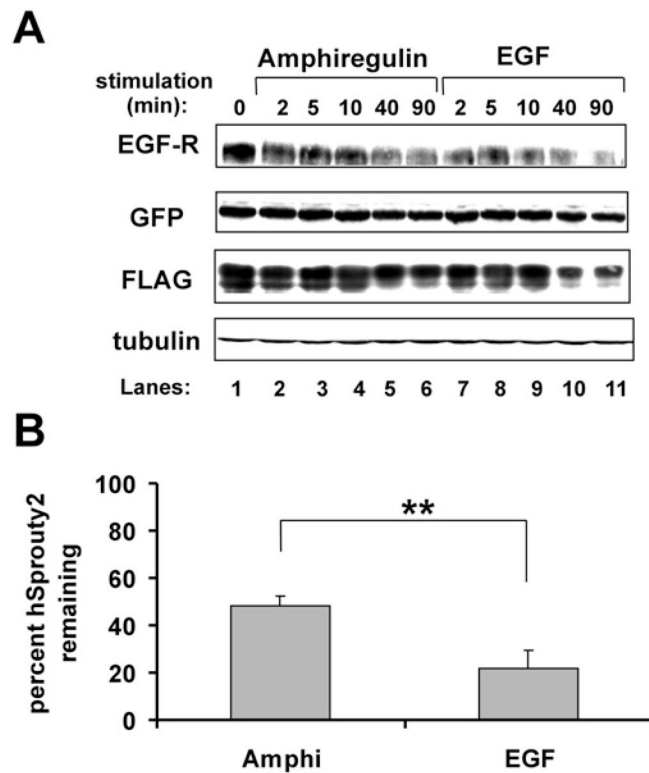 A
Amphiregulin EGF
stimulation
(min): 0 2 5 10 40 90 2 5 10 40 90
EGF-R
GFP
FLAG
tubulin
Lanes: 1 2 3 4 5 6 7 8 9 10 11
B
percent hSprouty2
remaining
100
80
60
40
20
0
**
Amphi EGF